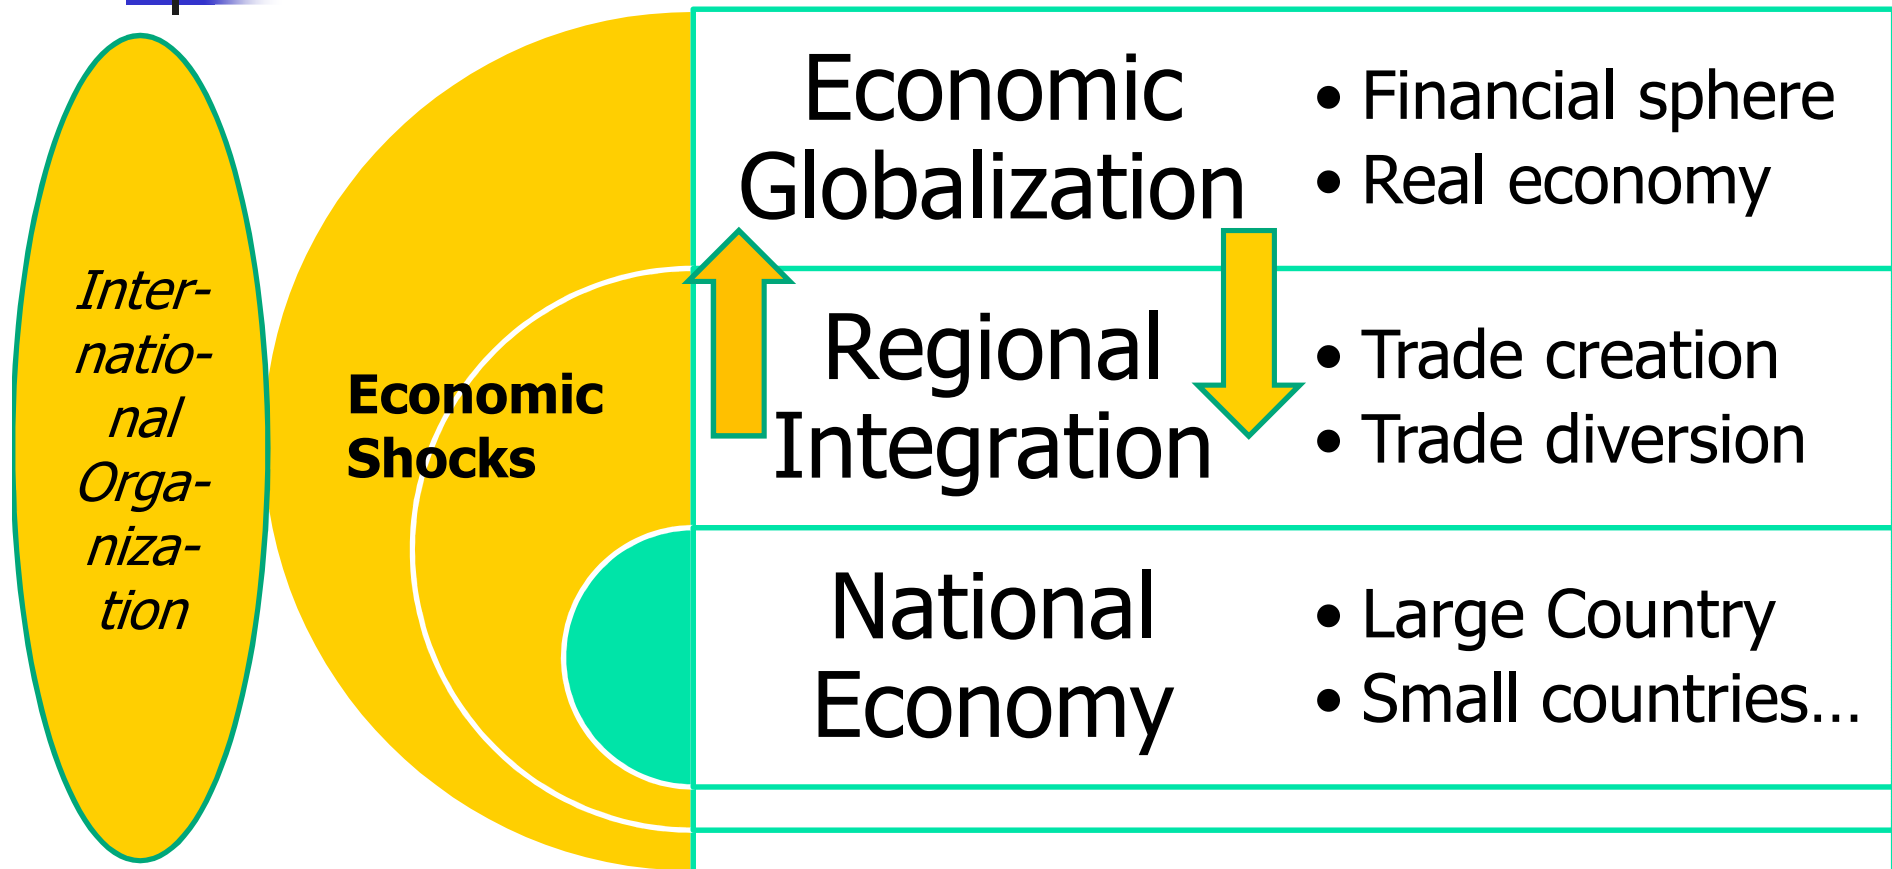 Inter-
natio-
nal
Orga-
niza-
tion
Economic
Shocks
Economic
Globalization
• Financial sphere
• Real economy
Regional
Integration
• Trade creation
• Trade diversion
National
Economy
• Large Country
• Small countries…